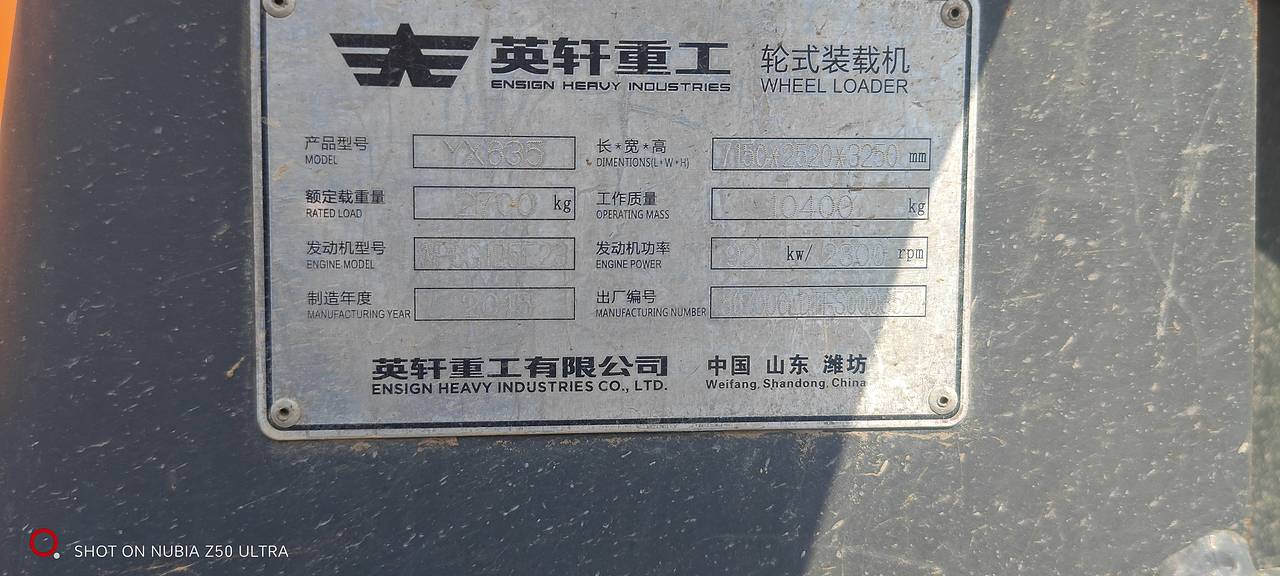 英轩重工 轮式装载机
ENSIGN HEAVY INDUSTRIES WHEEL LOADER
产品型号 YX635 长*宽*高 7150X2520X3250 mm
MODEL DIMENTIONS(L*W*H)
额定载重量 2700 kg 工作质量 10400 kg
RATED LOAD OPERATING MASS
发动机型号 发动机功率 92 kw/ 2300 rpm
ENGINE MODEL ENGINE POWER
制造年度 2018 出厂编号
MANUFACTURING YEAR MANUFACTURING NUMBER
英轩重工有限公司 中国 山东 潍坊
ENSIGN HEAVY INDUSTRIES CO., LTD. Weifang, Shandong, China
SHOT ON NUBIA Z50 ULTRA